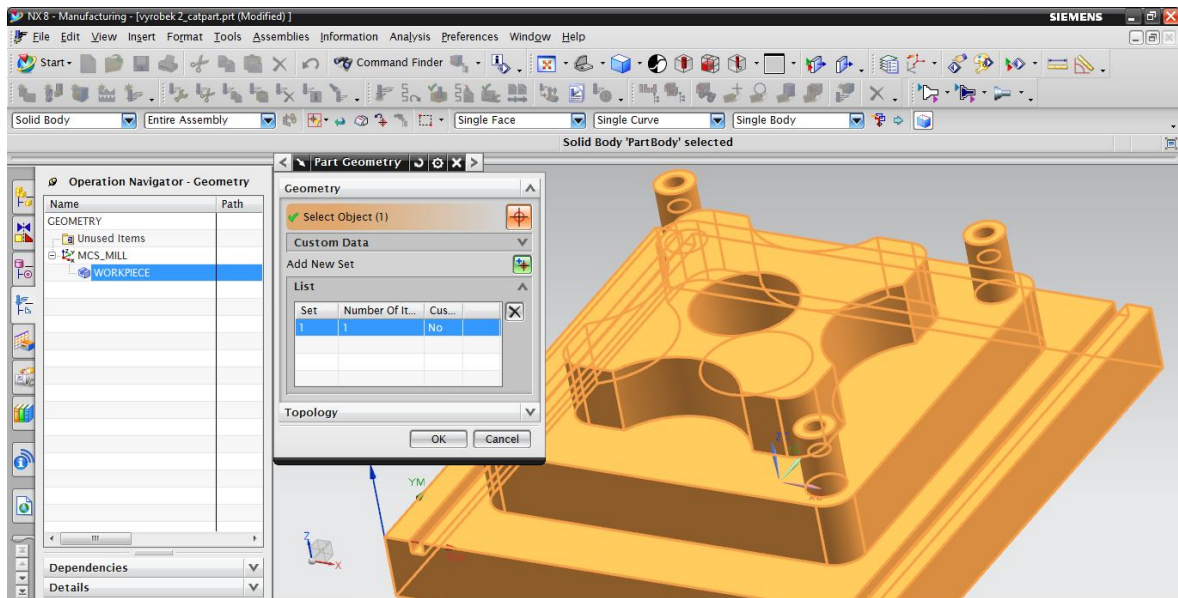 NX 8 - Manufacturing - [vyrobek 2_catpart.prt (Modified) ]
SIEMENS
File Edit View Insert Format Tools Assemblies Information Analysis Preferences Window Help
Start
Command Finder
Solid Body
Entire Assembly
Single Face
Single Curve
Single Body
Solid Body 'PartBody' selected
Operation Navigator - Geometry
Name Path
GEOMETRY
Unused Items
MCS_MILL
WORKPIECE
Dependencies
Details
Part Geometry
Geometry
Select Object (1)
Custom Data
Add New Set
List
Set Number Of It... Cus...
1 1 No
Topology
OK Cancel
YM
Z
X